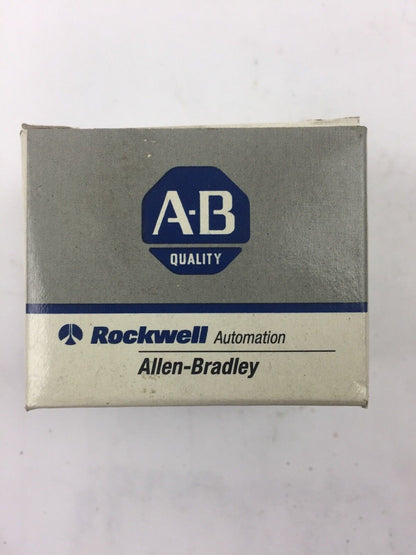 A-B
QUALITY
Rockwell Automation
Allen-Bradley